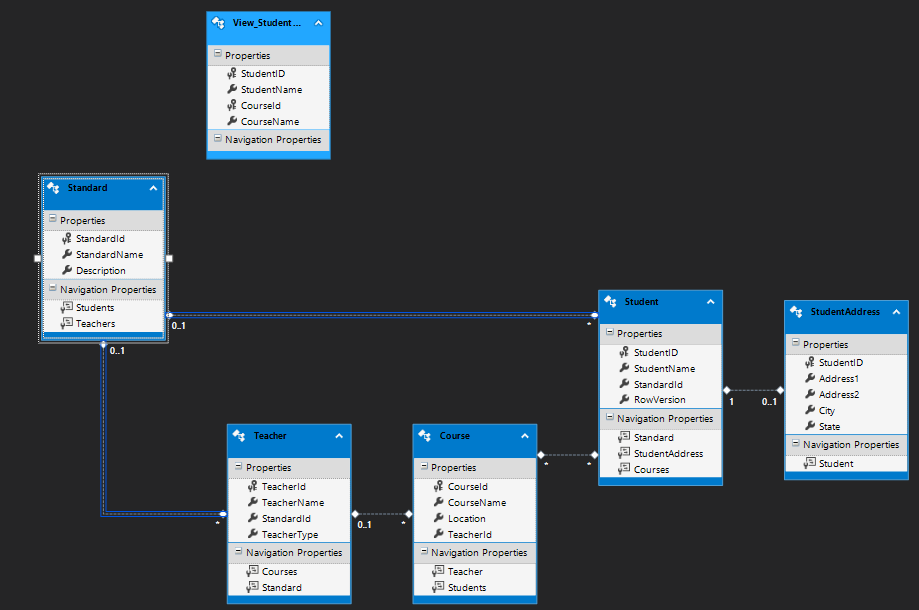 View_Student...
Properties
StudentID
StudentName
CourseId
CourseName
Navigation Properties
Standard
Properties
StandardId
StandardName
Description
Navigation Properties
Students
Teachers
0..1
0..1
*
*
Teacher
Properties
TeacherId
TeacherName
StandardId
TeacherType
Navigation Properties
Courses
Standard
0..1
*
Course
Properties
CourseId
CourseName
Location
TeacherId
Navigation Properties
Teacher
Students
*
*
Student
Properties
StudentID
StudentName
StandardId
RowVersion
Navigation Properties
Standard
StudentAddress
Courses
1
0..1
StudentAddress
Properties
StudentID
Address1
Address2
City
State
Navigation Properties
Student